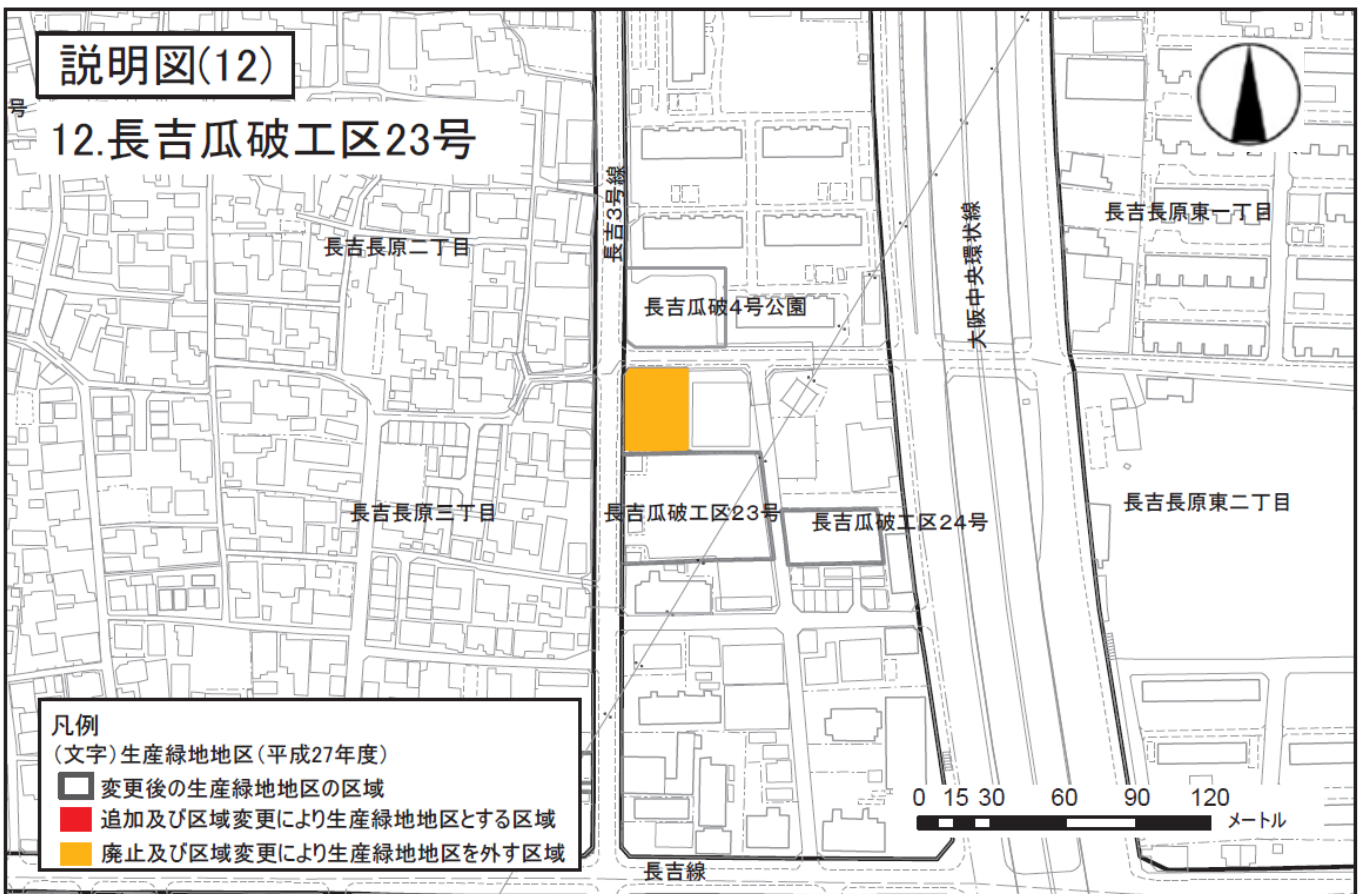 説明図(12)
号
12.長吉瓜破工区23号
長吉3号線
大阪中央環状線
長吉長原東一丁目
長吉長原二丁目
長吉瓜破4号公園
長吉長原東二丁目
長吉長原三丁目
長吉瓜破工区23号
長吉瓜破工区24号
凡例
(文字)生産緑地地区(平成27年度)
変更後の生産緑地地区の区域
追加及び区域変更により生産緑地地区とする区域
廃止及び区域変更により生産緑地地区を外す区域
0 15 30 60 90 120
メートル
長吉線